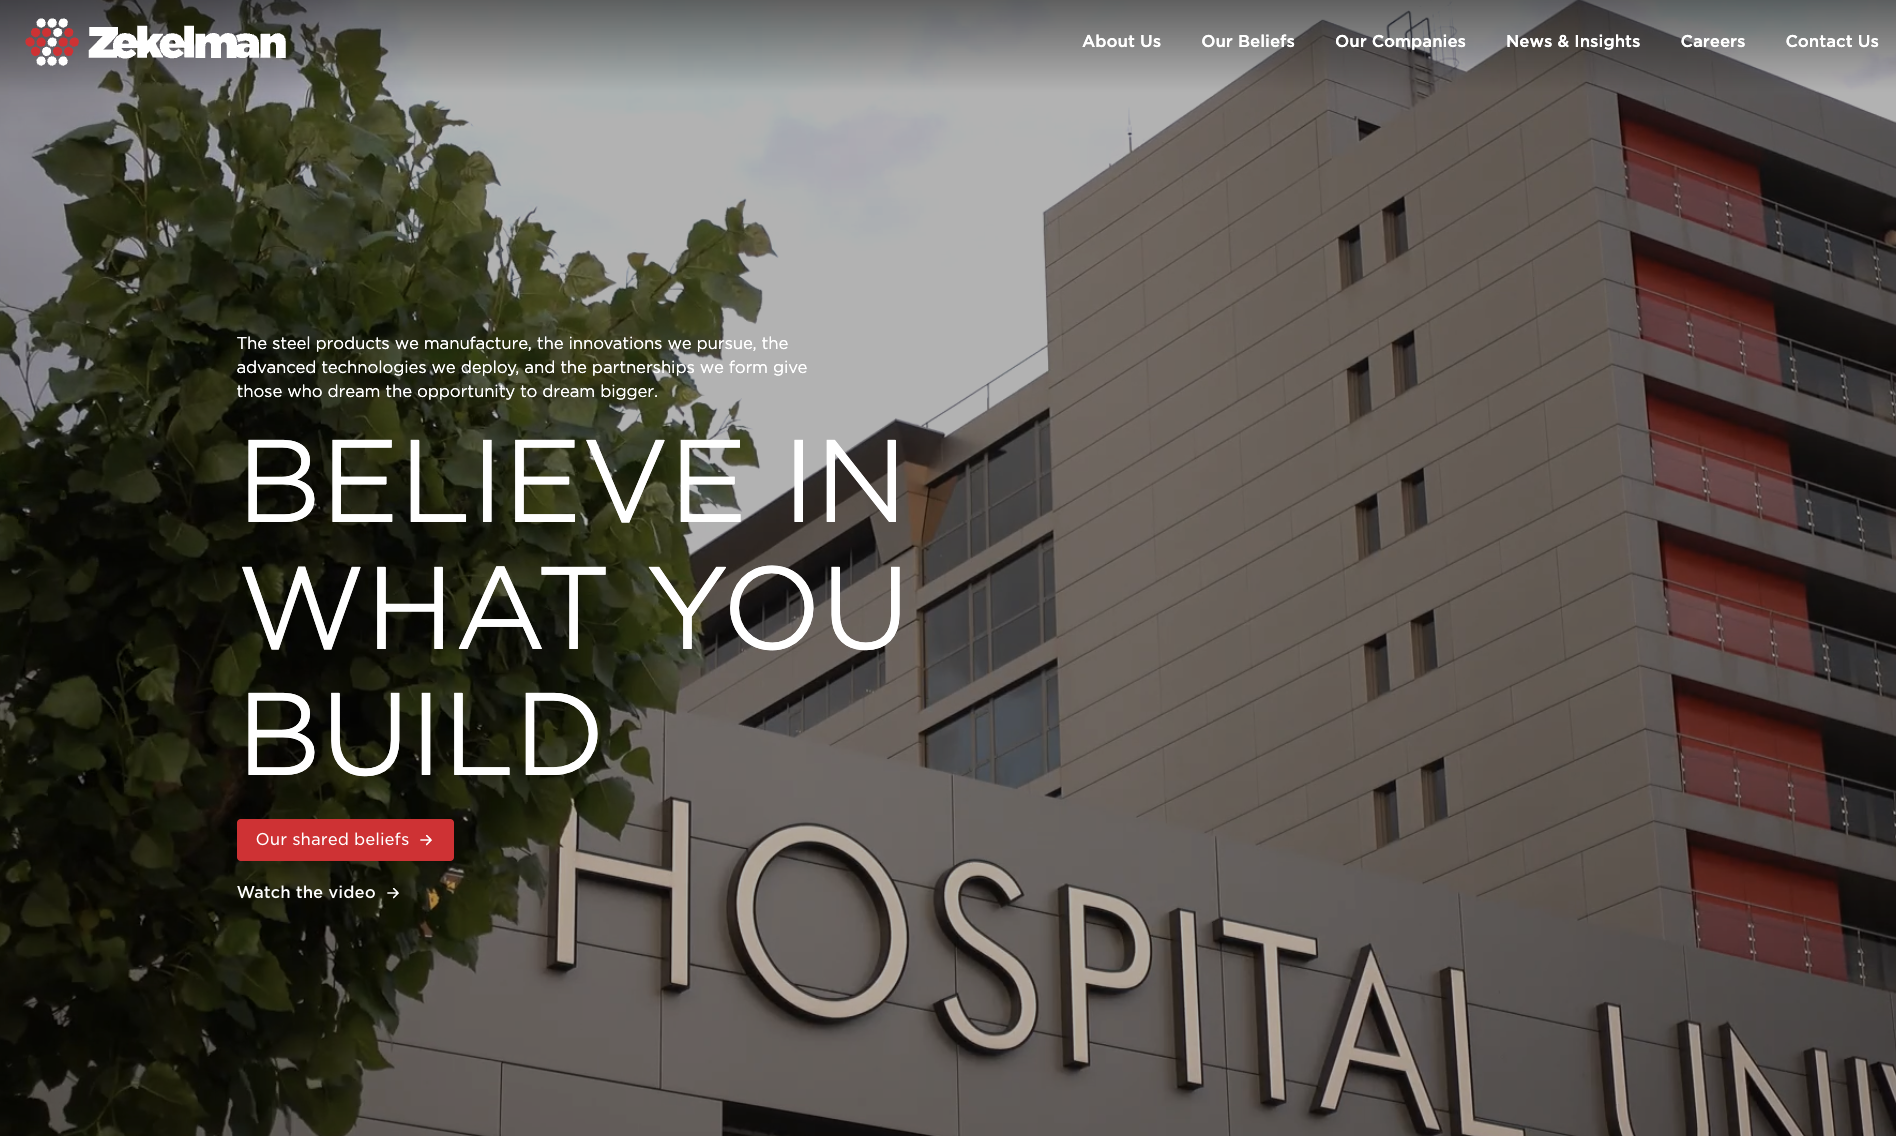 Zekelman
About Us
Our Beliefs
Our Companies
News & Insights
Careers
Contact Us
The steel products we manufacture, the innovations we pursue, the
advanced technologies we deploy, and the partnerships we form give
those who dream the opportunity to dream bigger.
BELIEVE IN
WHAT YOU
BUILD
Our shared beliefs →
Watch the video →
HOSPITAL